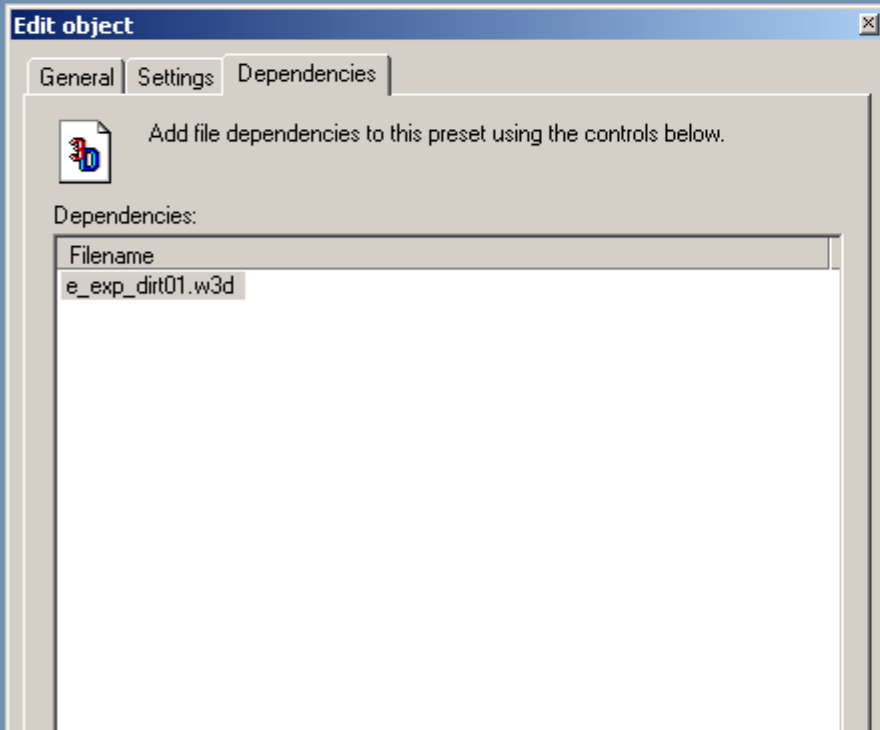 Edit object
General Settings Dependencies
3D
Add file dependencies to this preset using the controls below.
Dependencies:
Filename
e_exp_dirt01.w3d